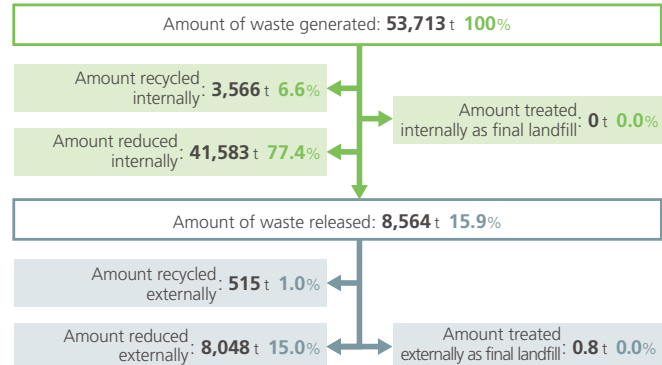 Amount of waste generated: 53,713 t 100%
Amount recycled
internally: 3,566 t 6.6%
Amount treated
internally as final landfill: 0 t 0.0%
Amount reduced
internally: 41,583 t 77.4%
Amount of waste released: 8,564 t 15.9%
Amount recycled
externally: 515 t 1.0%
Amount reduced
externally: 8,048 t 15.0%
Amount treated
externally as final landfill: 0.8 t 0.0%